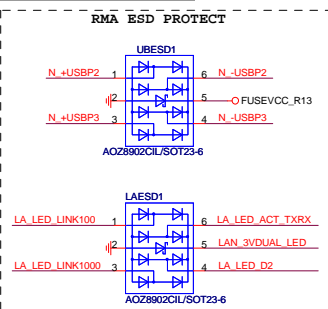 RMA ESD PROTECT
UBESD1
N_+USBP2 1 6 N_-USBP2
2 5 FUSEVCC_R13
N_+USBP3 3 4 N_-USBP3
AOZ8902CIL/SOT23-6
LAESD1
LA_LED_LINK100 1 6 LA_LED_ACT_TXRX
2 5 LAN_3VDUAL_LED
LA_LED_LINK1000 3 4 LA_LED_D2
AOZ8902CIL/SOT23-6